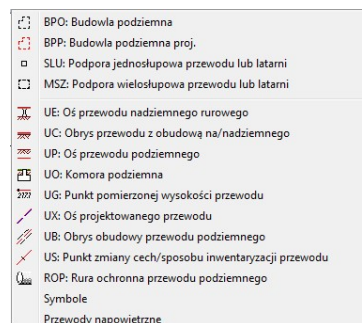 BPO: Budowla podziemna
BPP: Budowla podziemna proj.
SLU: Podpora jednosłupowa przewodu lub latarni
MSZ: Podpora wielosłupowa przewodu lub latarni
UE: Oś przewodu nadziemnego rurowego
UC: Obrys przewodu z obudową na/nadziemnego
UP: Oś przewodu podziemnego
UO: Komora podziemna
UG: Punkt pomierzonej wysokości przewodu
UX: Oś projektowanego przewodu
UB: Obrys obudowy przewodu podziemnego
US: Punkt zmiany cech/sposobu inwentaryzacji przewodu
ROP: Rura ochronna przewodu podziemnego
Symbole
Przewody napowietrzne